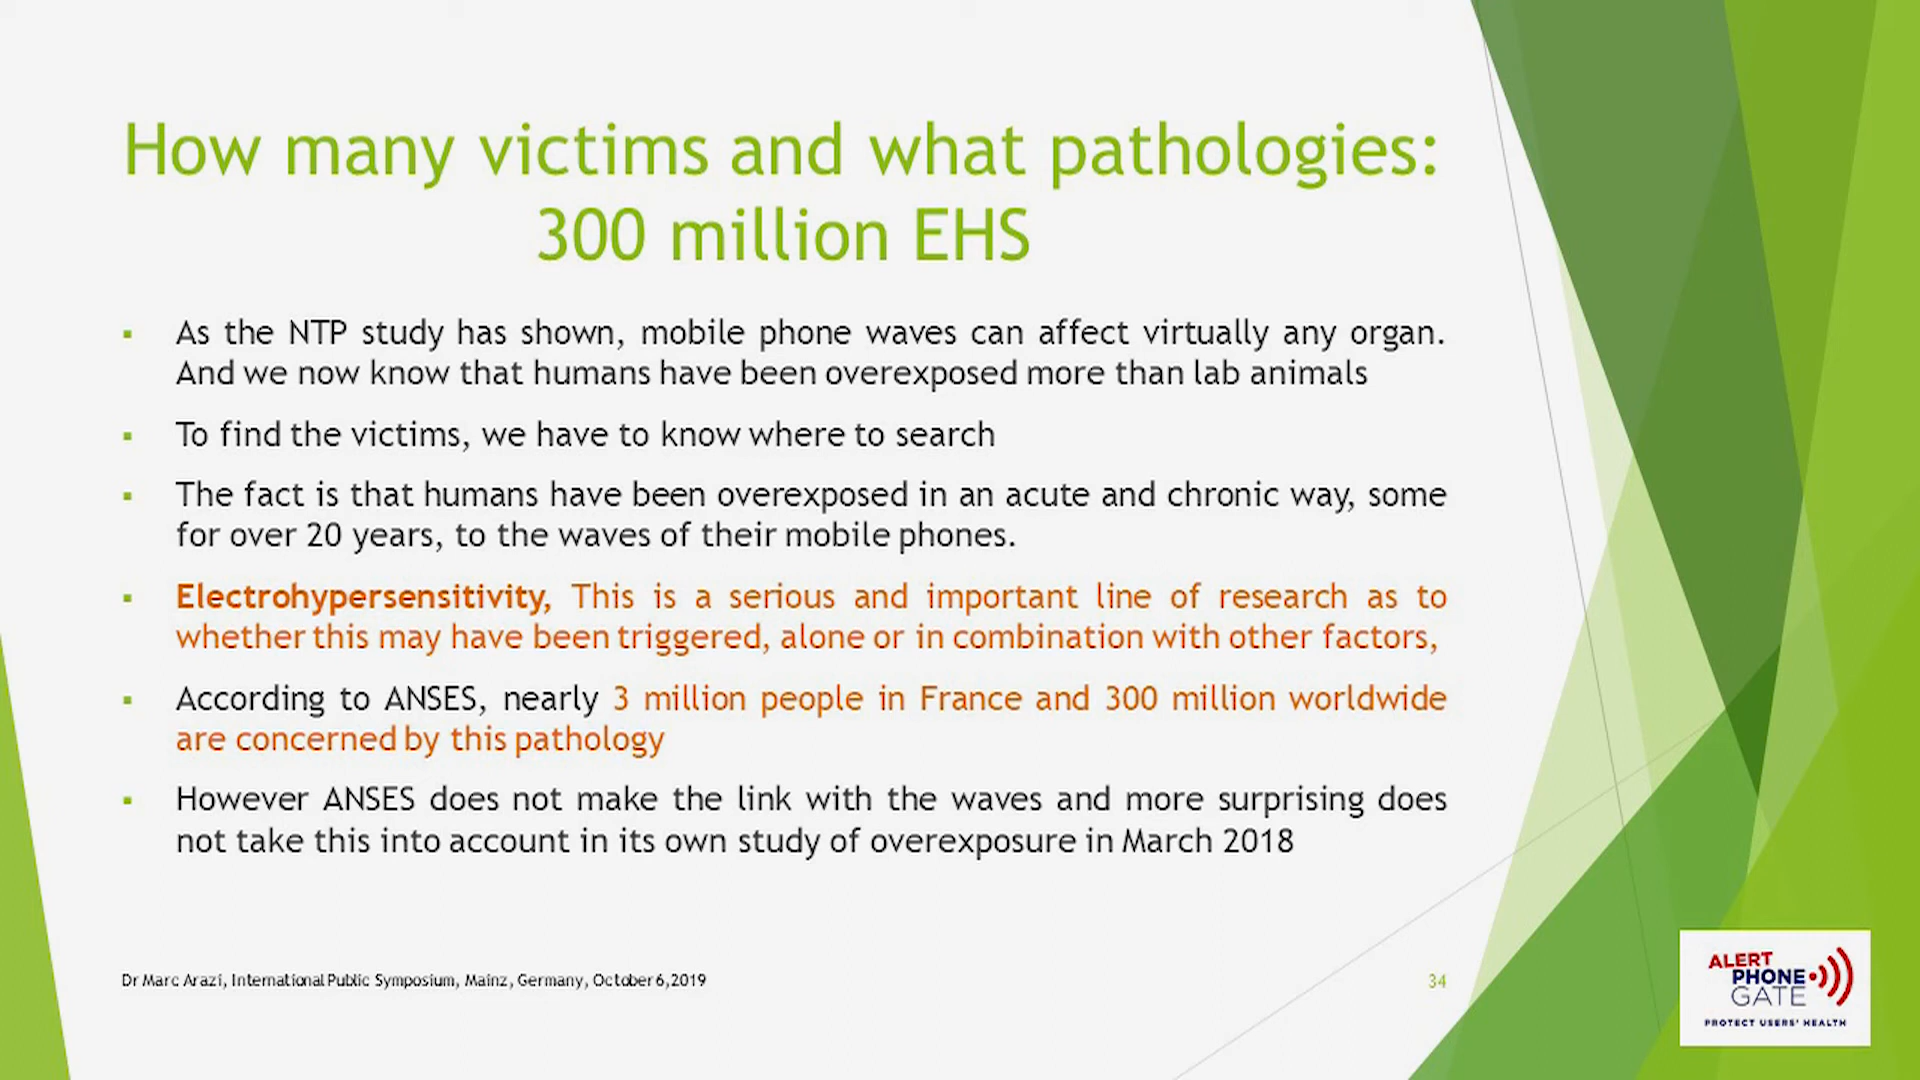 How many victims and what pathologies:
300 million EHS
▪ As the NTP study has shown, mobile phone waves can affect virtually any organ.
And we now know that humans have been overexposed more than lab animals
▪ To find the victims, we have to know where to search
▪ The fact is that humans have been overexposed in an acute and chronic way, some
for over 20 years, to the waves of their mobile phones.
▪ Electrohypersensitivity, This is a serious and important line of research as to
whether this may have been triggered, alone or in combination with other factors,
▪ According to ANSES, nearly 3 million people in France and 300 million worldwide
are concerned by this pathology
▪ However ANSES does not make the link with the waves and more surprising does
not take this into account in its own study of overexposure in March 2018
Dr Marc Arazi, International Public Symposium, Mainz, Germany, October 6,2019
34
ALERT
PHONE
GATE
PROTECT USERS' HEALTH